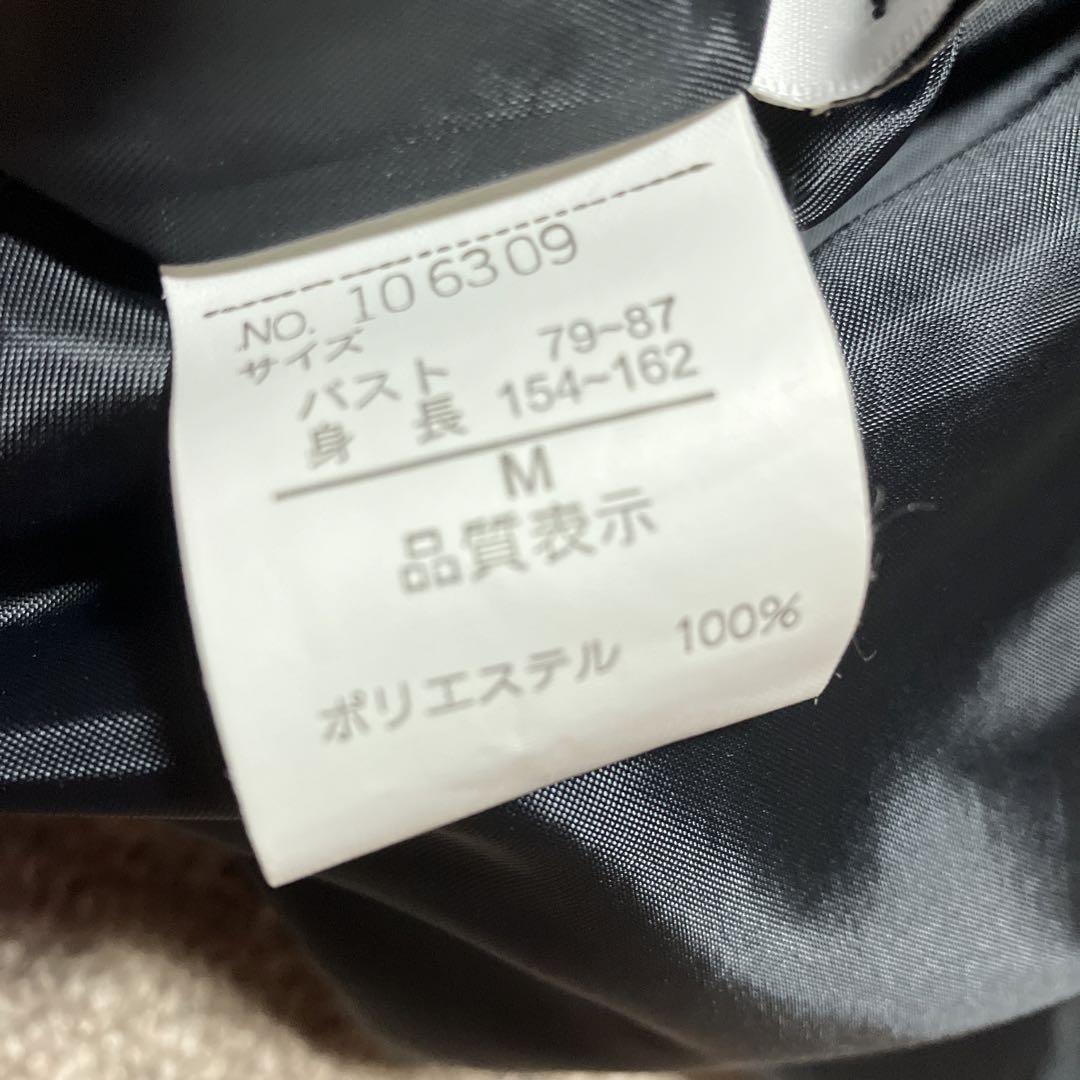 NO. 106309
サイズ
バスト 79~87
身 長 154~162
M
品質表示
ポリエステル 100%